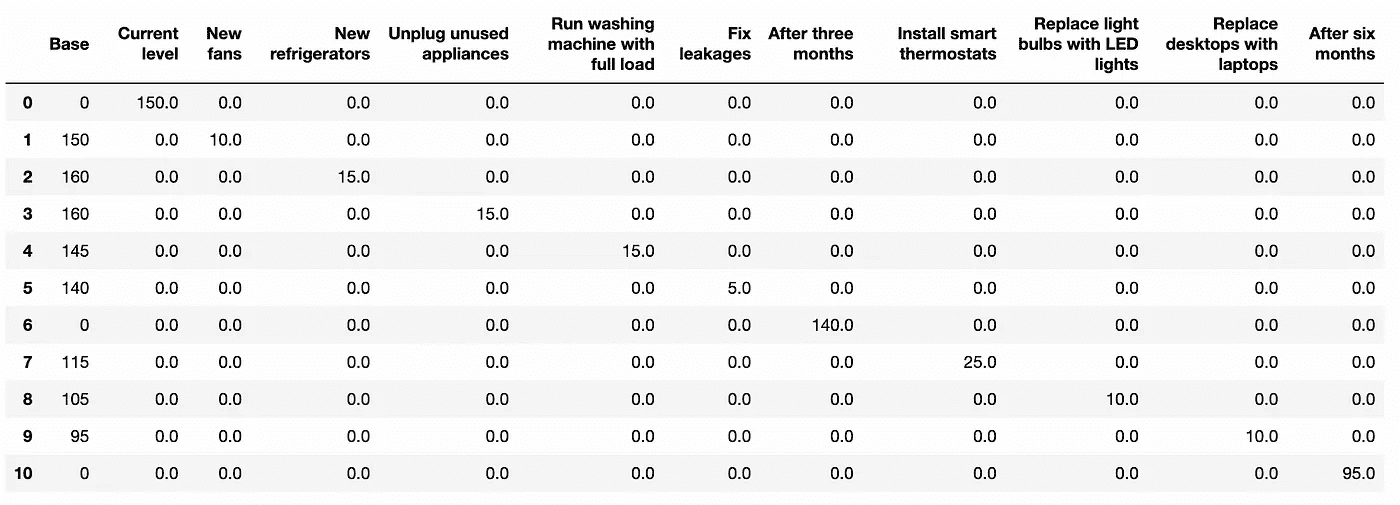 Base Current level New fans New refrigerators Unplug unused appliances Run washing machine with full load Fix leakages After three months Install smart thermostats Replace light bulbs with LED lights Replace desktops with laptops After six months
0 0 150.0 0.0 0.0 0.0 0.0 0.0 0.0 0.0 0.0 0.0 0.0
1 150 0.0 10.0 0.0 0.0 0.0 0.0 0.0 0.0 0.0 0.0 0.0
2 160 0.0 0.0 15.0 0.0 0.0 0.0 0.0 0.0 0.0 0.0 0.0
3 160 0.0 0.0 0.0 15.0 0.0 0.0 0.0 0.0 0.0 0.0 0.0
4 145 0.0 0.0 0.0 0.0 15.0 0.0 0.0 0.0 0.0 0.0 0.0
5 140 0.0 0.0 0.0 0.0 0.0 5.0 0.0 0.0 0.0 0.0 0.0
6 0 0.0 0.0 0.0 0.0 0.0 0.0 140.0 0.0 0.0 0.0 0.0
7 115 0.0 0.0 0.0 0.0 0.0 0.0 0.0 25.0 0.0 0.0 0.0
8 105 0.0 0.0 0.0 0.0 0.0 0.0 0.0 0.0 10.0 0.0 0.0
9 95 0.0 0.0 0.0 0.0 0.0 0.0 0.0 0.0 0.0 10.0 0.0
10 0 0.0 0.0 0.0 0.0 0.0 0.0 0.0 0.0 0.0 0.0 95.0